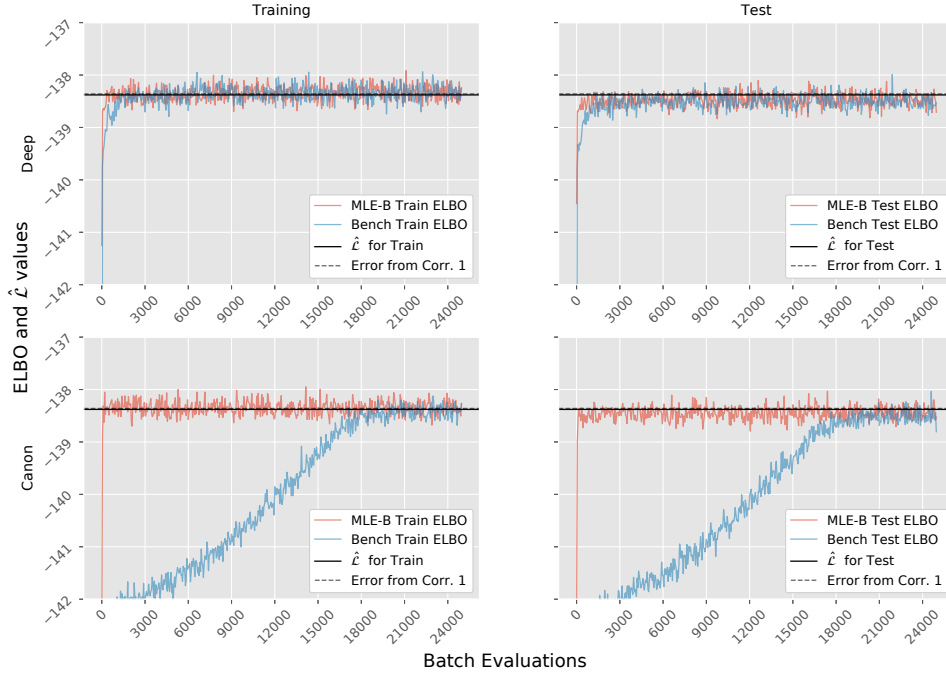 Training
Test
−137
−138
−139
−140
−141
−142
Deep
MLE-B Train ELBO
Bench Train ELBO
ℒ̂ for Train
Error from Corr. 1
MLE-B Test ELBO
Bench Test ELBO
ℒ̂ for Test
Error from Corr. 1
0 3000 6000 9000 12000 15000 18000 21000 24000
0 3000 6000 9000 12000 15000 18000 21000 24000
ELBO and ℒ̂ values
−137
−138
−139
−140
−141
−142
Canon
MLE-B Train ELBO
Bench Train ELBO
ℒ̂ for Train
Error from Corr. 1
MLE-B Test ELBO
Bench Test ELBO
ℒ̂ for Test
Error from Corr. 1
0 3000 6000 9000 12000 15000 18000 21000 24000
0 3000 6000 9000 12000 15000 18000 21000 24000
Batch Evaluations